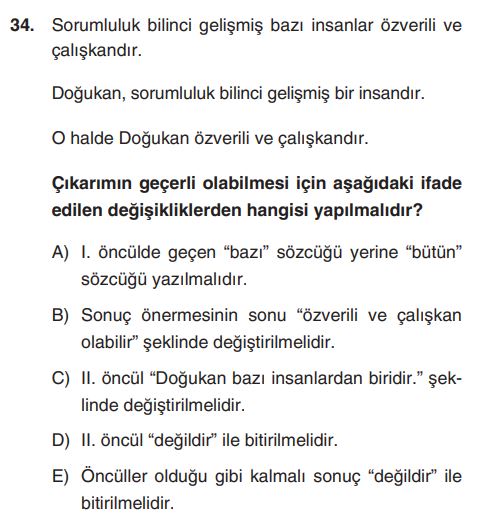 34. Sorumluluk bilinci gelişmiş bazı insanlar özverili ve
çalışkandır.
Doğukan, sorumluluk bilinci gelişmiş bir insandır.
O halde Doğukan özverili ve çalışkandır.
Çıkarımın geçerli olabilmesi için aşağıdaki ifade
edilen değişikliklerden hangisi yapılmalıdır?
A) I. öncülde geçen “bazı” sözcüğü yerine “bütün”
sözcüğü yazılmalıdır.
B) Sonuç önermesinin sonu “özverili ve çalışkan
olabilir” şeklinde değiştirilmelidir.
C) II. öncül “Doğukan bazı insanlardan biridir.” şek-
linde değiştirilmelidir.
D) II. öncül “değildir” ile bitirilmelidir.
E) Öncüller olduğu gibi kalmalı sonuç “değildir” ile
bitirilmelidir.